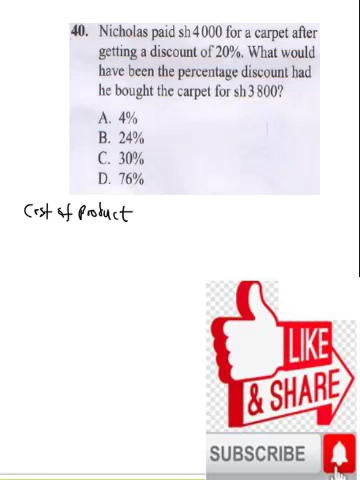 40. Nicholas paid sh 4 000 for a carpet after
getting a discount of 20%. What would
have been the percentage discount had
he bought the carpet for sh 3 800?
A. 4%
B. 24%
C. 30%
D. 76%
Cost of product
LIKE
& SHARE
SUBSCRIBE